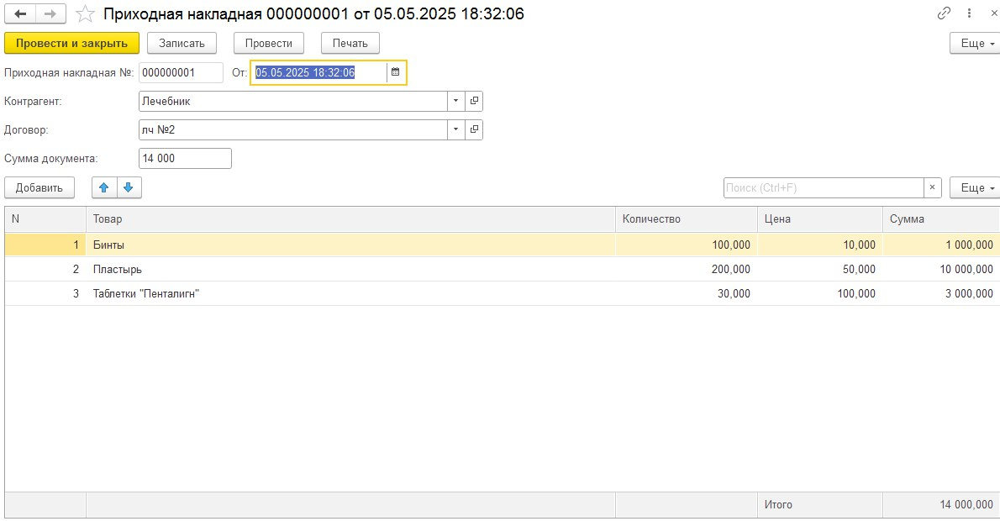 Приходная накладная 000000001 от 05.05.2025 18:32:06
Провести и закрыть Записать Провести Печать Еще
Приходная накладная №: 000000001 От: 05.05.2025 18:32:06
Контрагент: Лечебник
Договор: лч №2
Сумма документа: 14 000
Добавить Поиск (Ctrl+F) × Еще
N Товар Количество Цена Сумма
1 Бинты 100,000 10,000 1 000,000
2 Пластырь 200,000 50,000 10 000,000
3 Таблетки "Пенталигн" 30,000 100,000 3 000,000
Итого 14 000,000